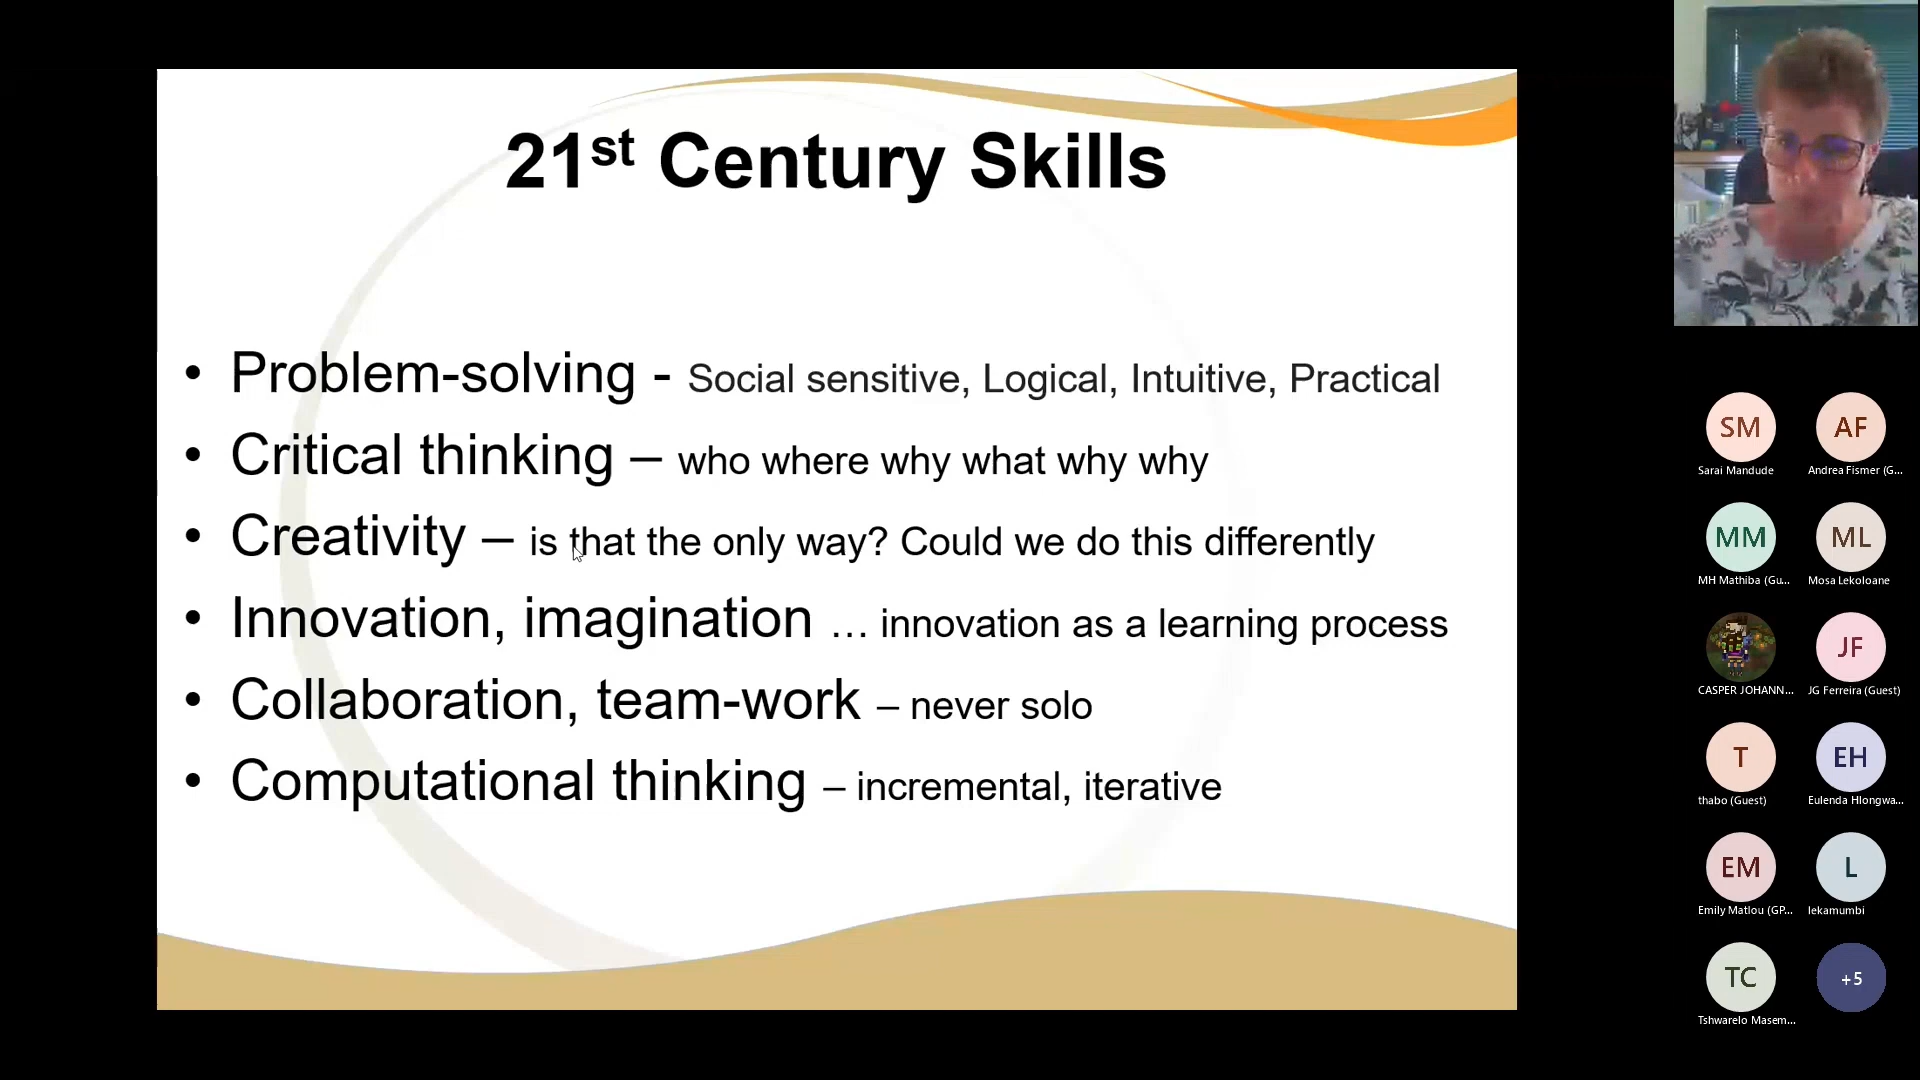 21st Century Skills
• Problem-solving - Social sensitive, Logical, Intuitive, Practical
• Critical thinking – who where why what why why
• Creativity – is that the only way? Could we do this differently
• Innovation, imagination … innovation as a learning process
• Collaboration, team-work – never solo
• Computational thinking – incremental, iterative
SM AF
Sarai Mandude Andrea Fismer (G...
MM ML
MH Mathiba (Gu... Mosa Lekoloane
JF
CASPER JOHANN... JG Ferreira (Guest)
T EH
thabo (Guest) Eulenda Hlongwa...
EM L
Emily Matlou (GP... lekamumbi
TC +5
Tshwarelo Masem...